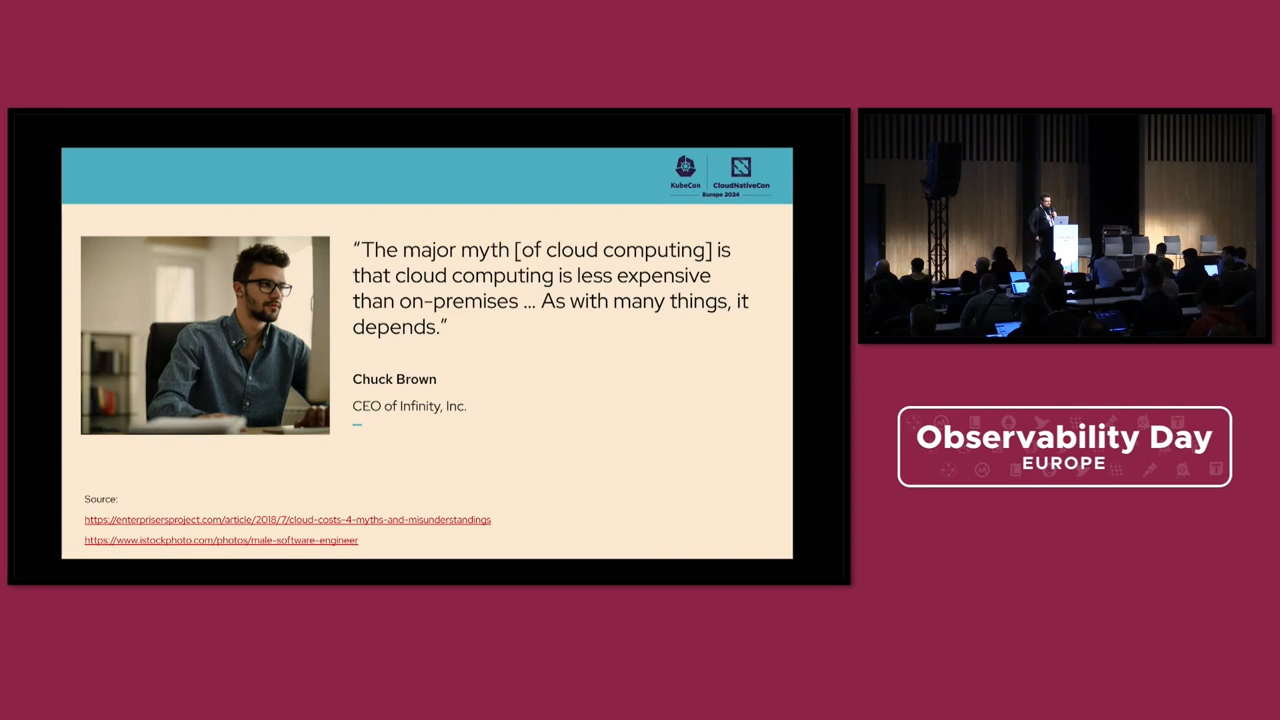 KubeCon
CloudNativeCon
Europe 2024
“The major myth [of cloud computing] is
that cloud computing is less expensive
than on-premises ... As with many things, it
depends.”
Chuck Brown
CEO of Infinity, Inc.
Source:
https://enterprisersproject.com/article/2018/7/cloud-costs-4-myths-and-misunderstandings
https://www.istockphoto.com/photos/male-software-engineer
Observability Day
EUROPE